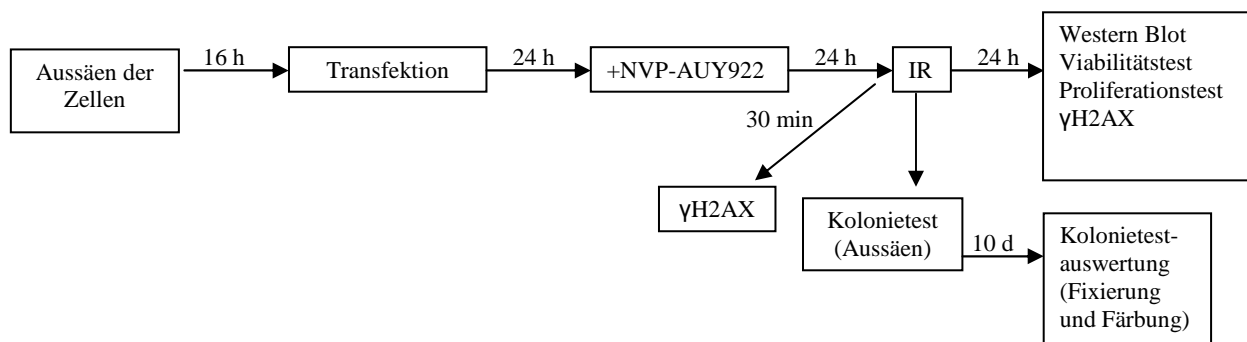 Aussäen der
Zellen
16 h
Transfektion
24 h
+NVP-AUY922
24 h
IR
24 h
Western Blot
Viabilitätstest
Proliferationstest
γH2AX
30 min
γH2AX
Kolonietest
(Aussäen)
10 d
Kolonietest-
auswertung
(Fixierung
und Färbung)